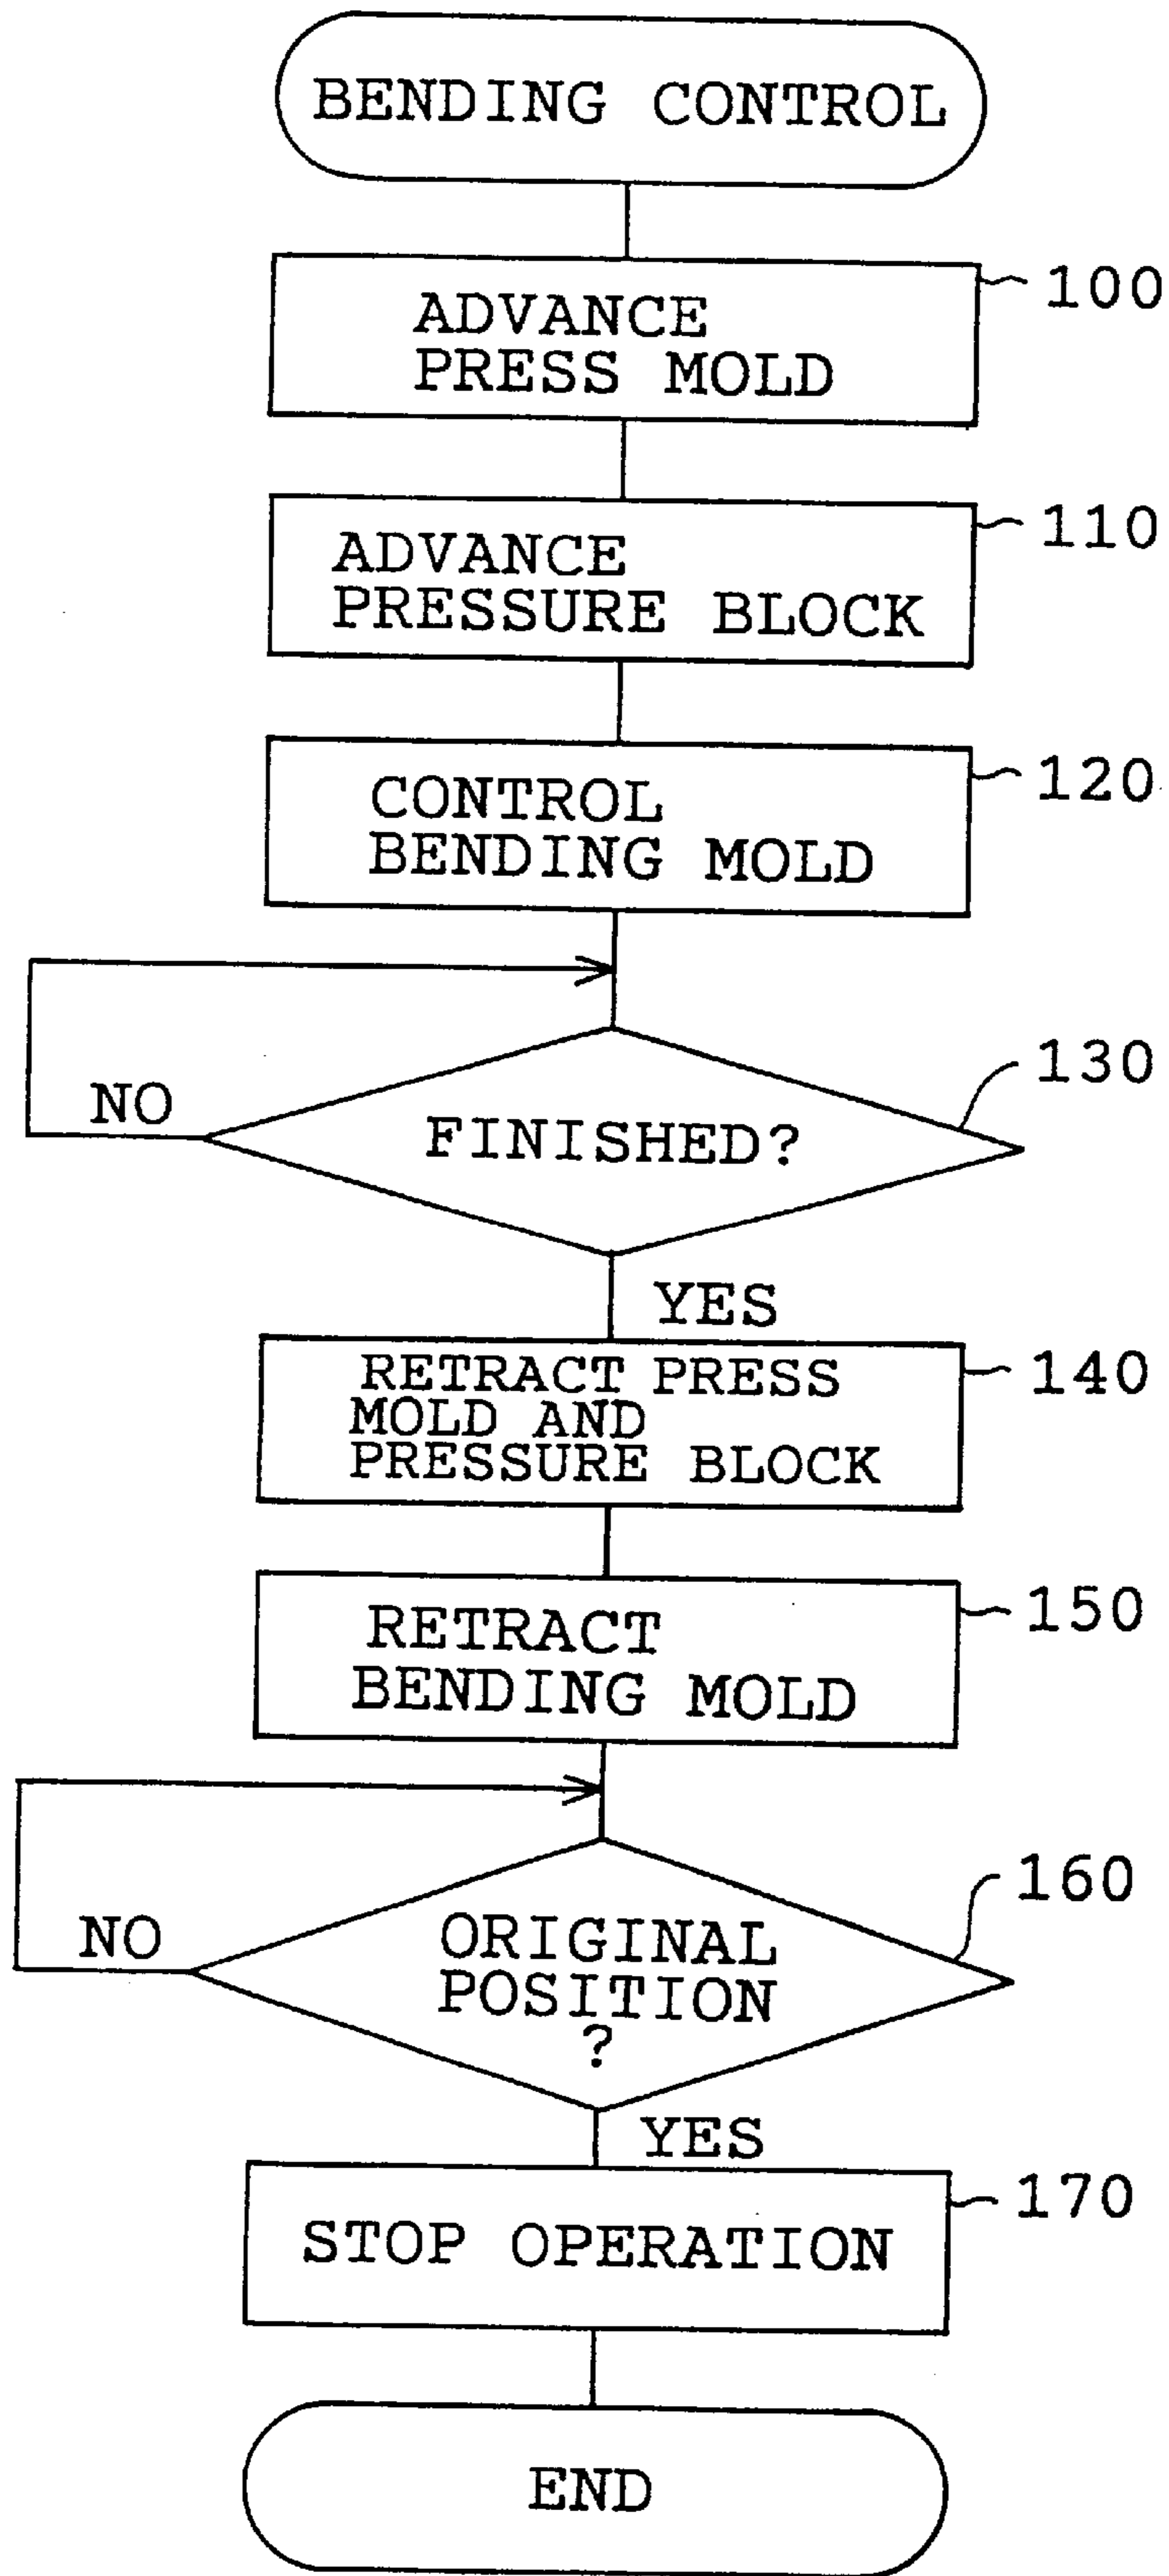 BENDING CONTROL
100
ADVANCE
PRESS MOLD
110
ADVANCE
PRESSURE BLOCK
120
CONTROL
BENDING MOLD
130
NO
FINISHED?
YES
140
RETRACT PRESS
MOLD AND
PRESSURE BLOCK
150
RETRACT
BENDING MOLD
160
NO
ORIGINAL
POSITION
?
YES
170
STOP OPERATION
END